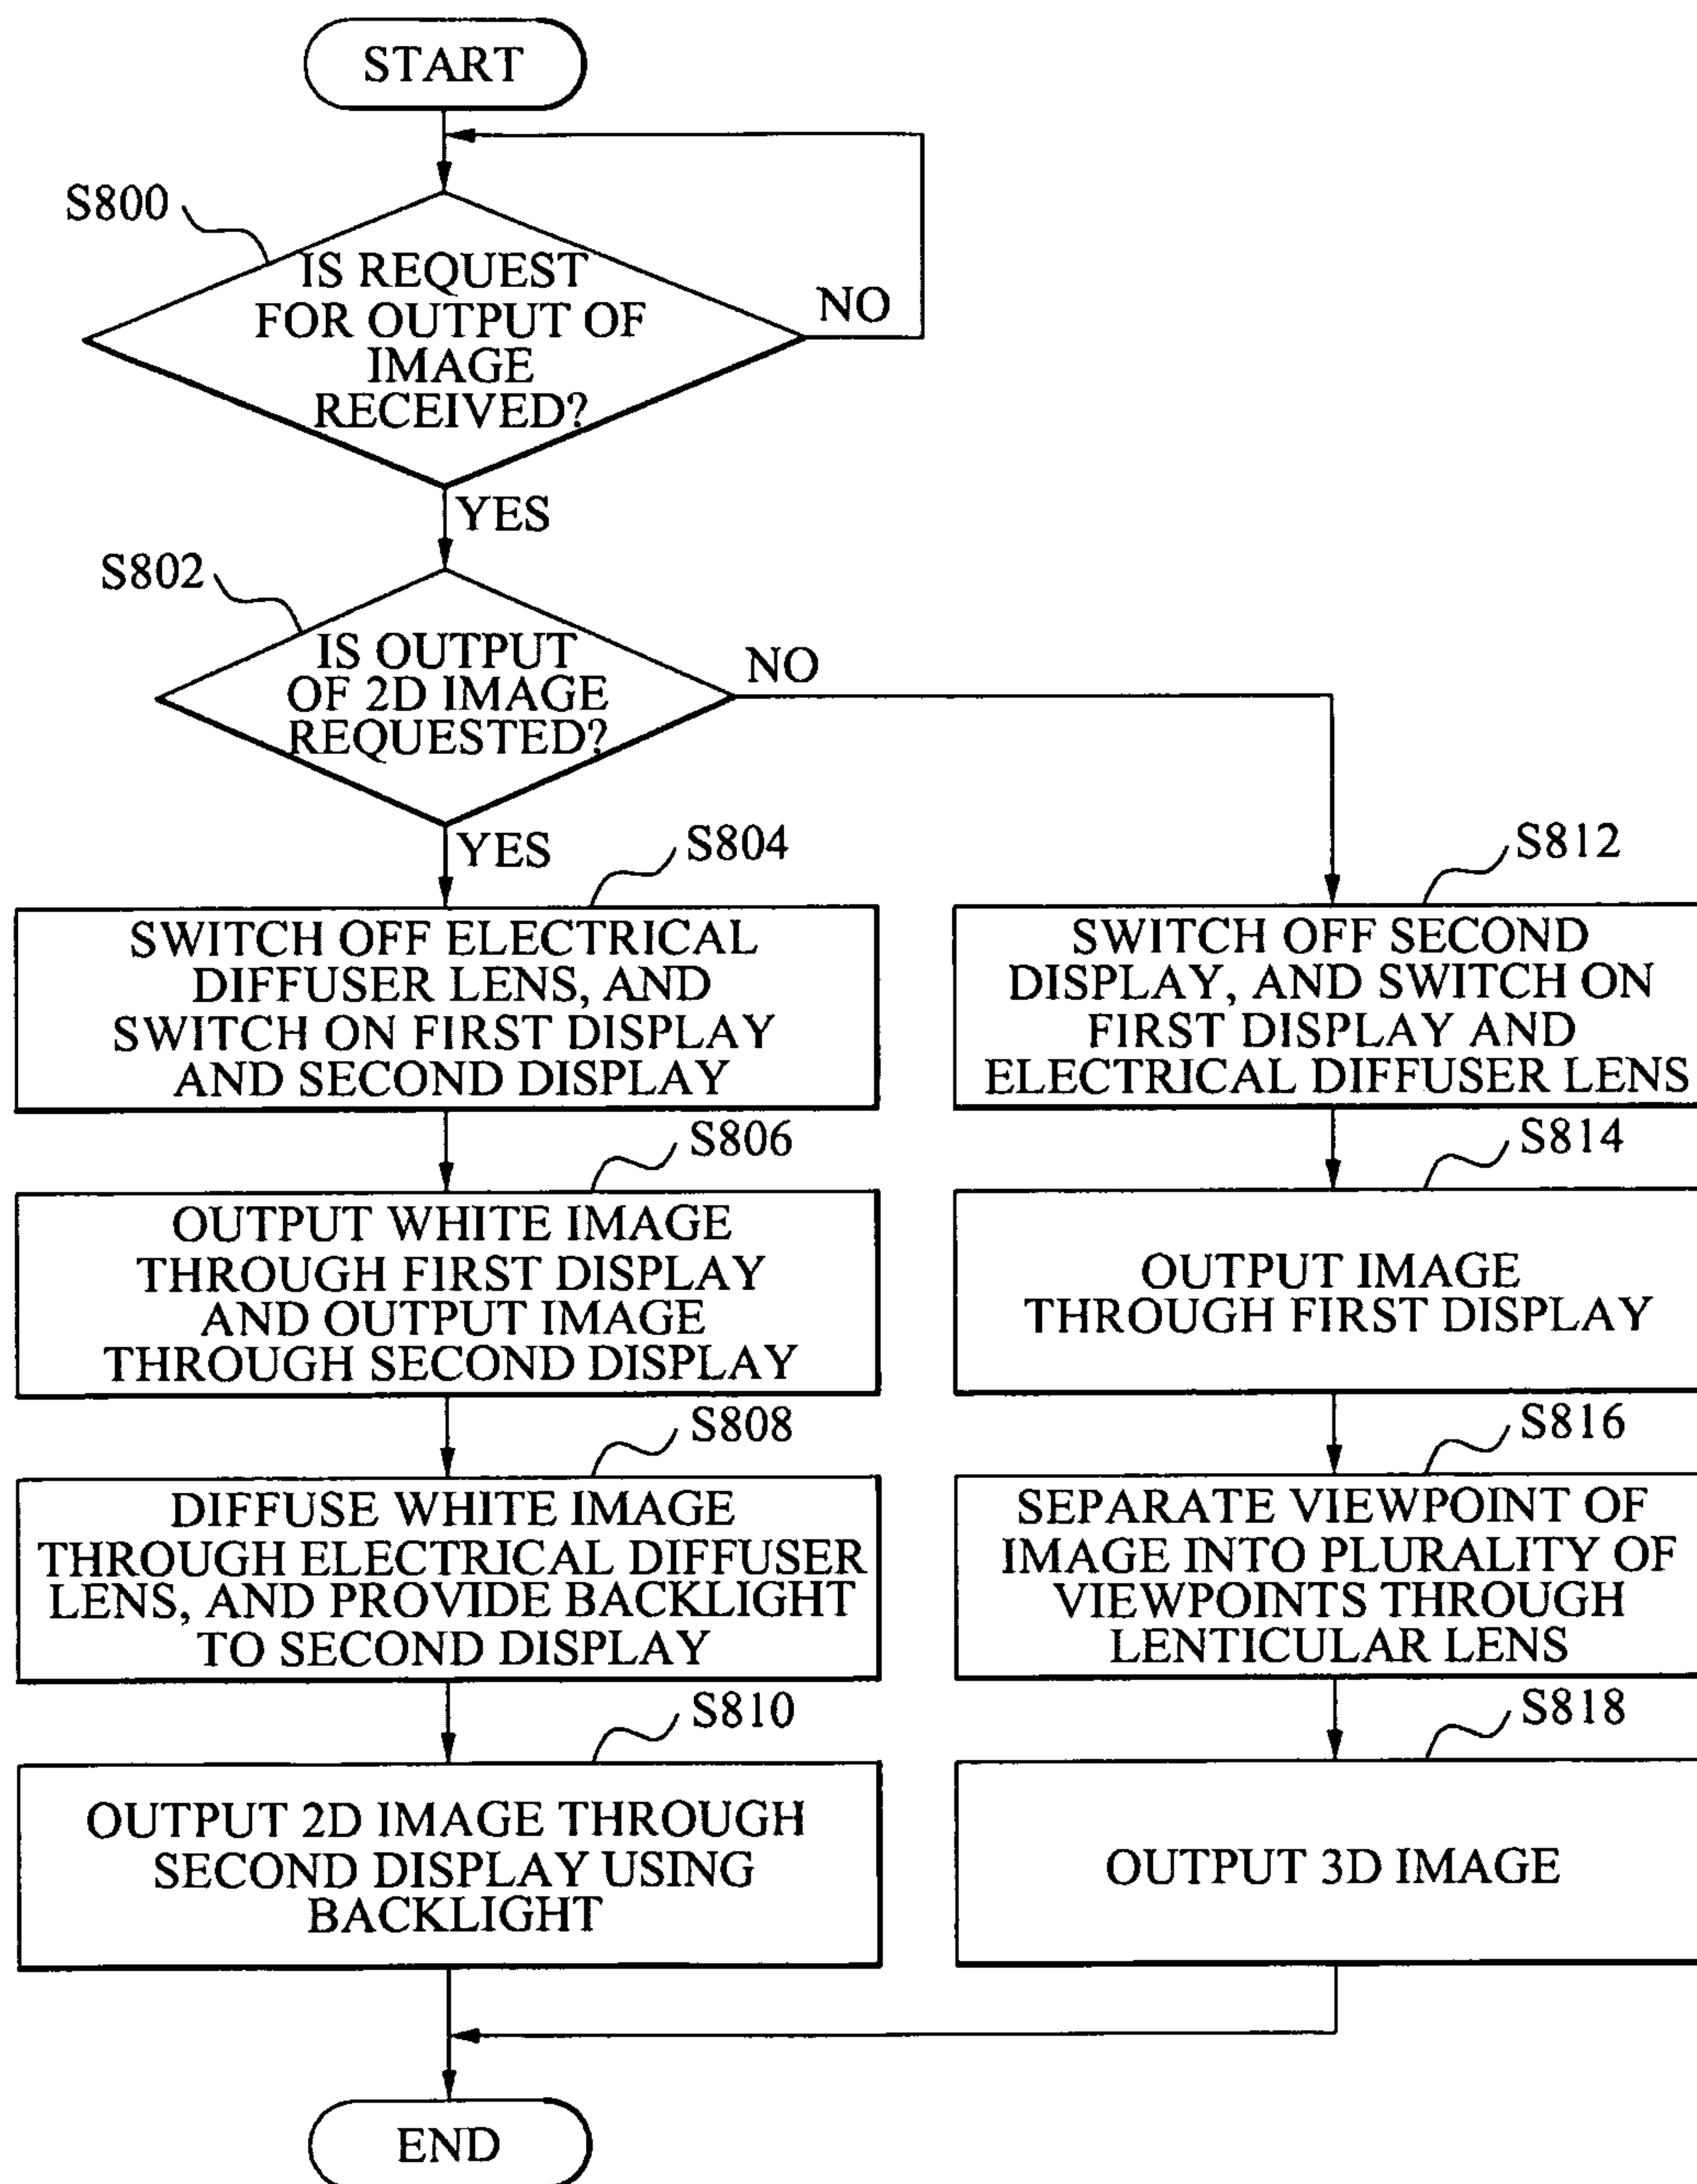 START
S800
IS REQUEST
FOR OUTPUT OF
IMAGE
RECEIVED?
NO
YES
S802
IS OUTPUT
OF 2D IMAGE
REQUESTED?
NO
YES
S804
SWITCH OFF ELECTRICAL
DIFFUSER LENS, AND
SWITCH ON FIRST DISPLAY
AND SECOND DISPLAY
S806
OUTPUT WHITE IMAGE
THROUGH FIRST DISPLAY
AND OUTPUT IMAGE
THROUGH SECOND DISPLAY
S808
DIFFUSE WHITE IMAGE
THROUGH ELECTRICAL DIFFUSER
LENS, AND PROVIDE BACKLIGHT
TO SECOND DISPLAY
S810
OUTPUT 2D IMAGE THROUGH
SECOND DISPLAY USING
BACKLIGHT
S812
SWITCH OFF SECOND
DISPLAY, AND SWITCH ON
FIRST DISPLAY AND
ELECTRICAL DIFFUSER LENS
S814
OUTPUT IMAGE
THROUGH FIRST DISPLAY
S816
SEPARATE VIEWPOINT OF
IMAGE INTO PLURALITY OF
VIEWPOINTS THROUGH
LENTICULAR LENS
S818
OUTPUT 3D IMAGE
END